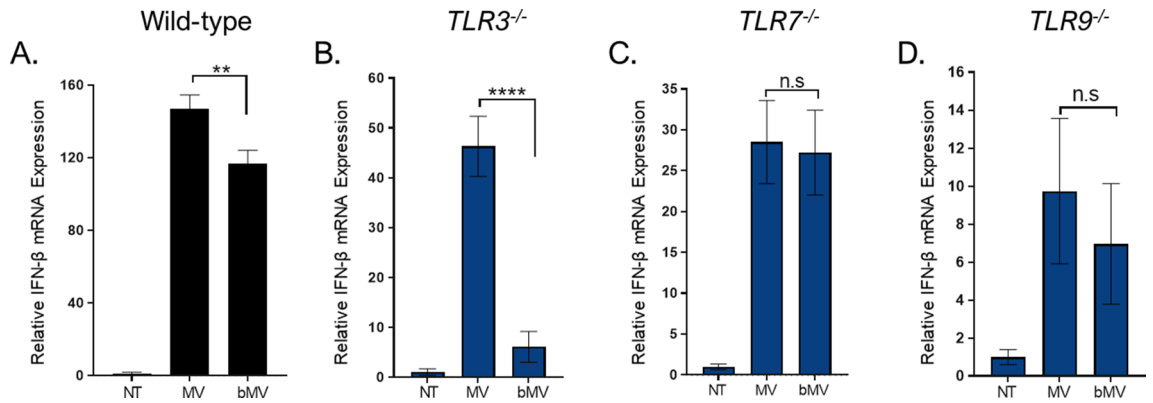 Wild-type
TLR3-/-
TLR7-/-
TLR9-/-
A.
B.
C.
D.
Relative IFN-β mRNA Expression
160
120
80
40
0
**
NT
MV
bMV
Relative IFN-β mRNA Expression
60
50
40
30
20
10
0
****
NT
MV
bMV
Relative IFN-β mRNA Expression
35
30
25
20
15
10
5
0
n.s
NT
MV
bMV
Relative IFN-β mRNA Expression
16
14
12
10
8
6
4
2
0
n.s
NT
MV
bMV